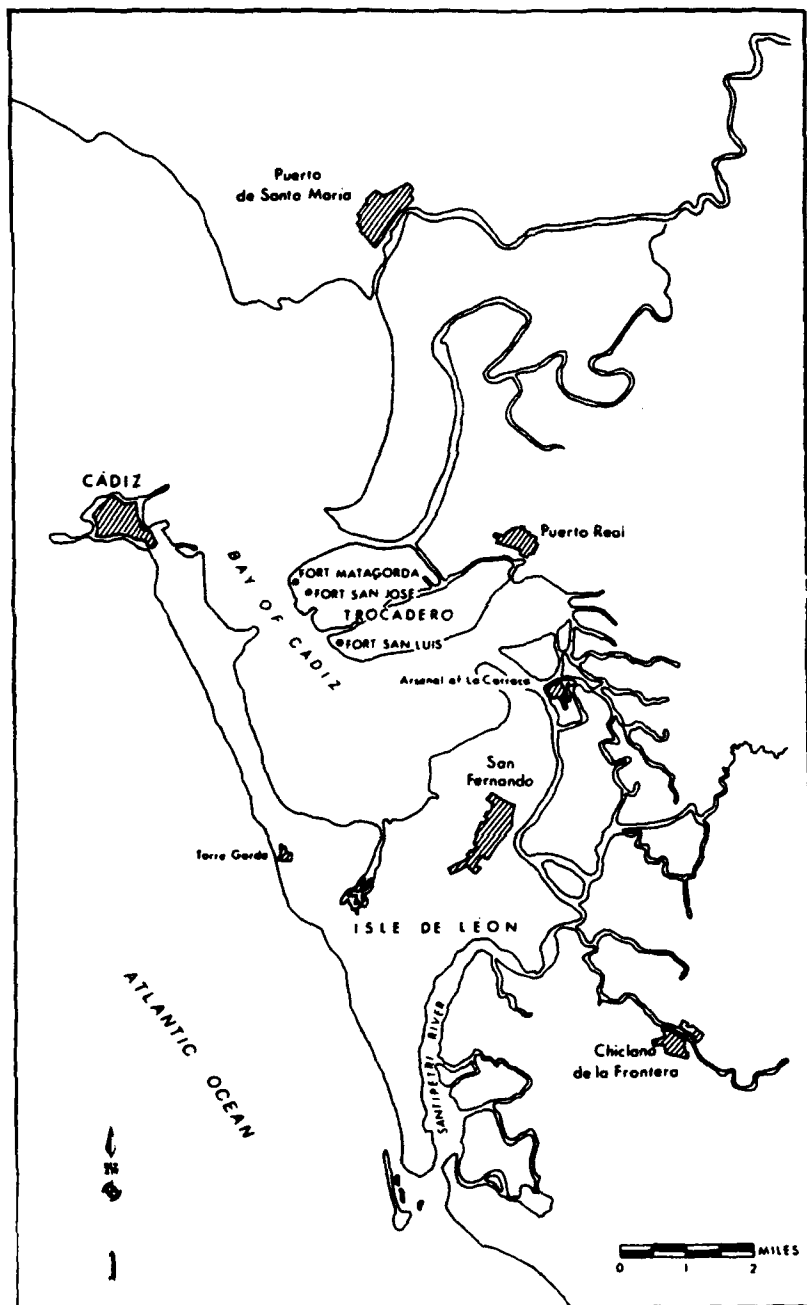 Puerto
de Santa Maria
CÁDIZ
Puerto Real
BAY OF CADIZ
FORT MATAGORDA
FORT SAN JOSE
TROCADERO
FORT SAN LUIS
Arsenal at La Carraca
San
Fernando
Torre Gorda
ISLE DE LEON
ATLANTIC OCEAN
SANTIPETRI RIVER
Chiclana
de la Frontera
MILES
0 1 2